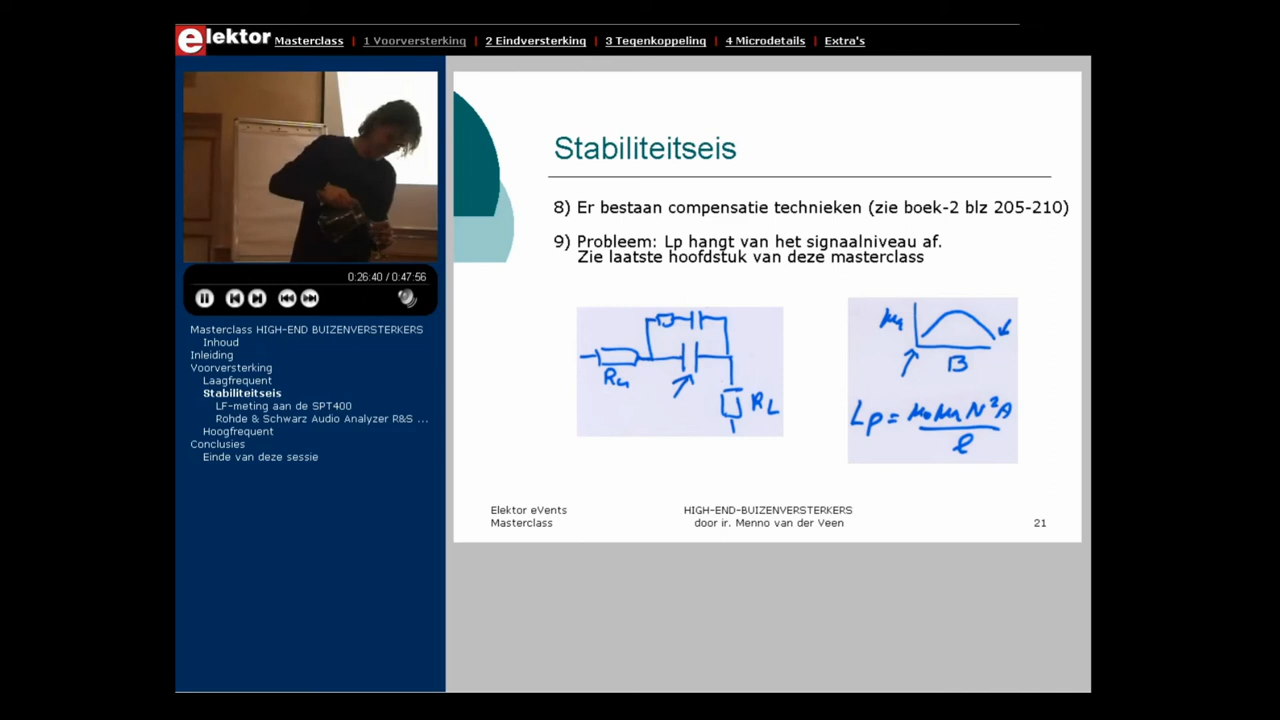 elektor Masterclass | 1 Voorversterking | 2 Eindversterking | 3 Tegenkoppeling | 4 Microdetails | Extra's
0:26:40 / 0:47:56
Masterclass HIGH-END BUIZENVERSTERKERS
Inhoud
Inleiding
Voorversterking
Laagfrequent
Stabiliteitseis
LF-meting aan de SPT400
Rohde & Schwarz Audio Analyzer R&S ...
Hoogfrequent
Conclusies
Einde van deze sessie
Stabiliteitseis
8) Er bestaan compensatie technieken (zie boek-2 blz 205-210)
9) Probleem: Lp hangt van het signaalniveau af.
Zie laatste hoofdstuk van deze masterclass
RL
B
Lp = μ0 μr N² A
ℓ
Elektor eVents
Masterclass
HIGH-END-BUIZENVERSTERKERS
door ir. Menno van der Veen
21